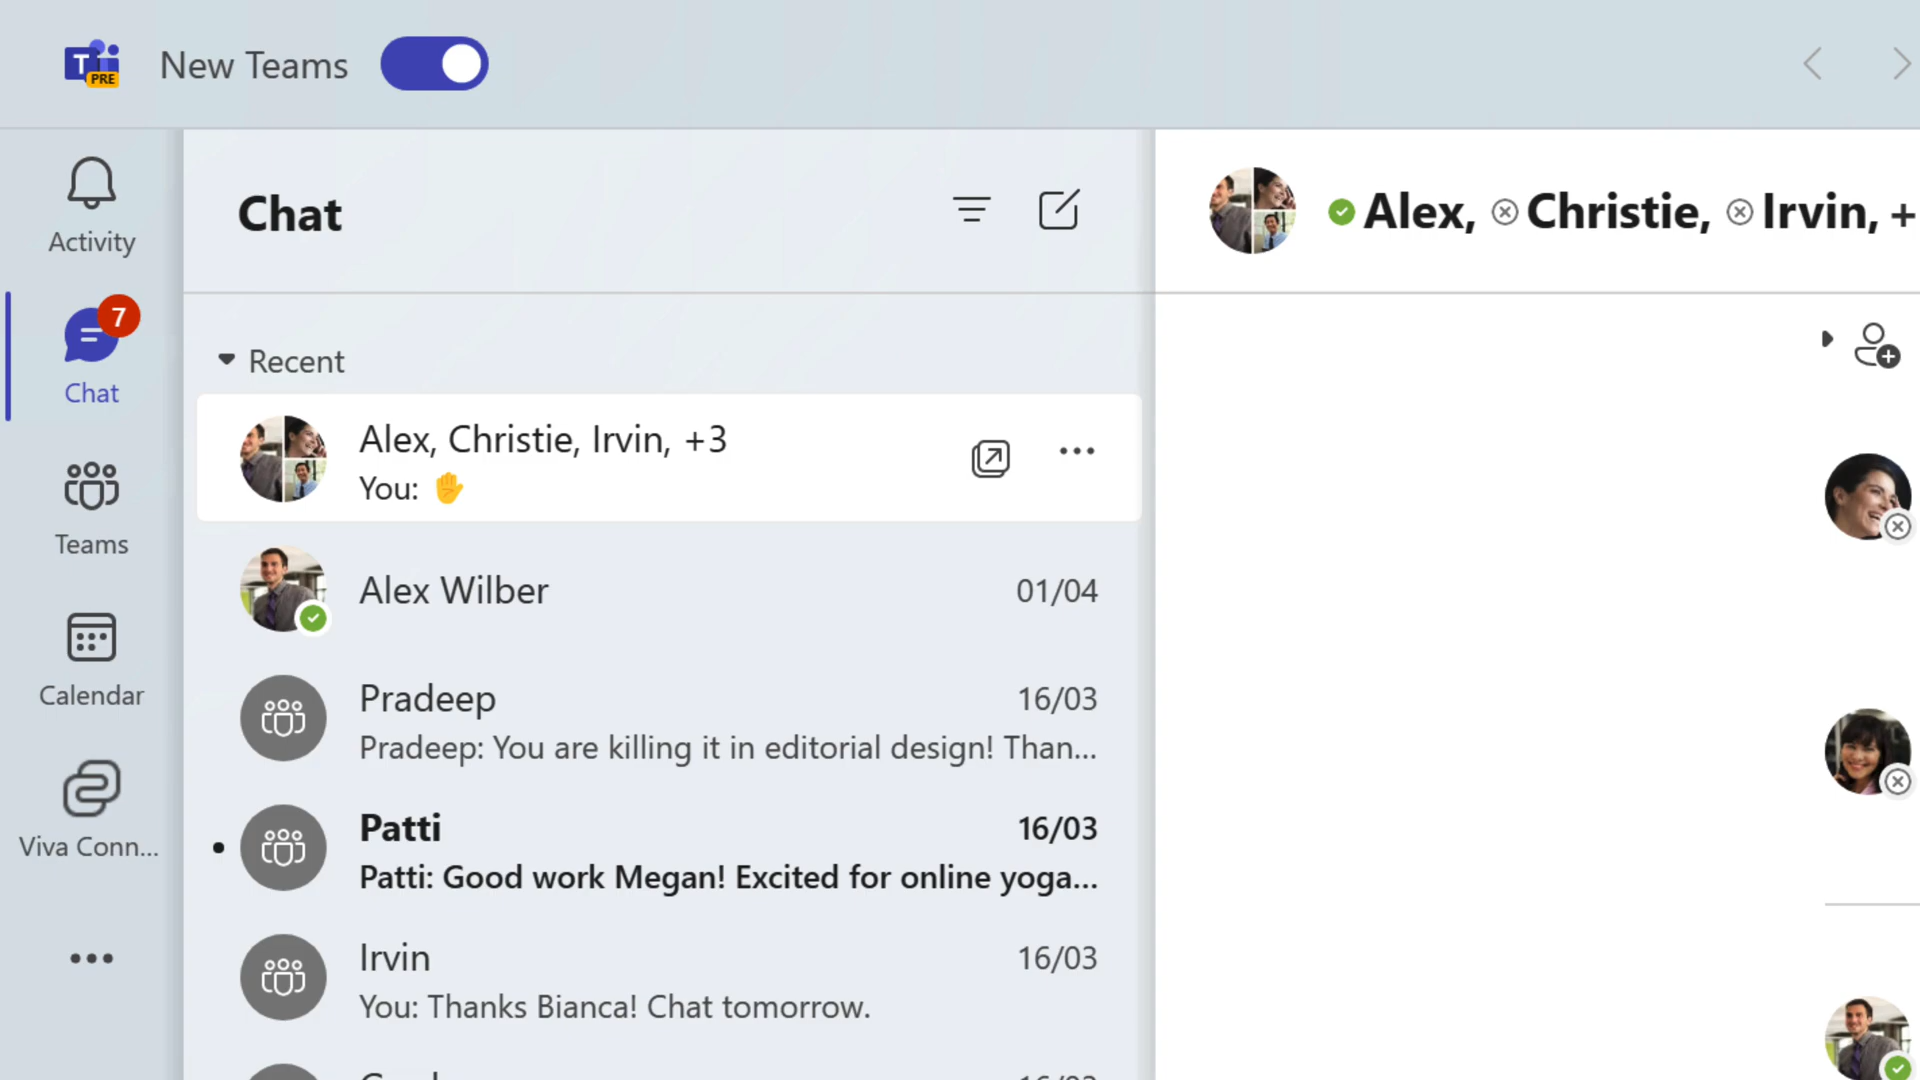 T
PRE
New Teams
Activity
7
Chat
Teams
Calendar
Viva Conn...
Chat
Recent
Alex, Christie, Irvin, +3
You: ✋
Alex Wilber 01/04
Pradeep 16/03
Pradeep: You are killing it in editorial design! Than...
Patti 16/03
Patti: Good work Megan! Excited for online yoga...
Irvin 16/03
You: Thanks Bianca! Chat tomorrow.
Alex, Christie, Irvin, +